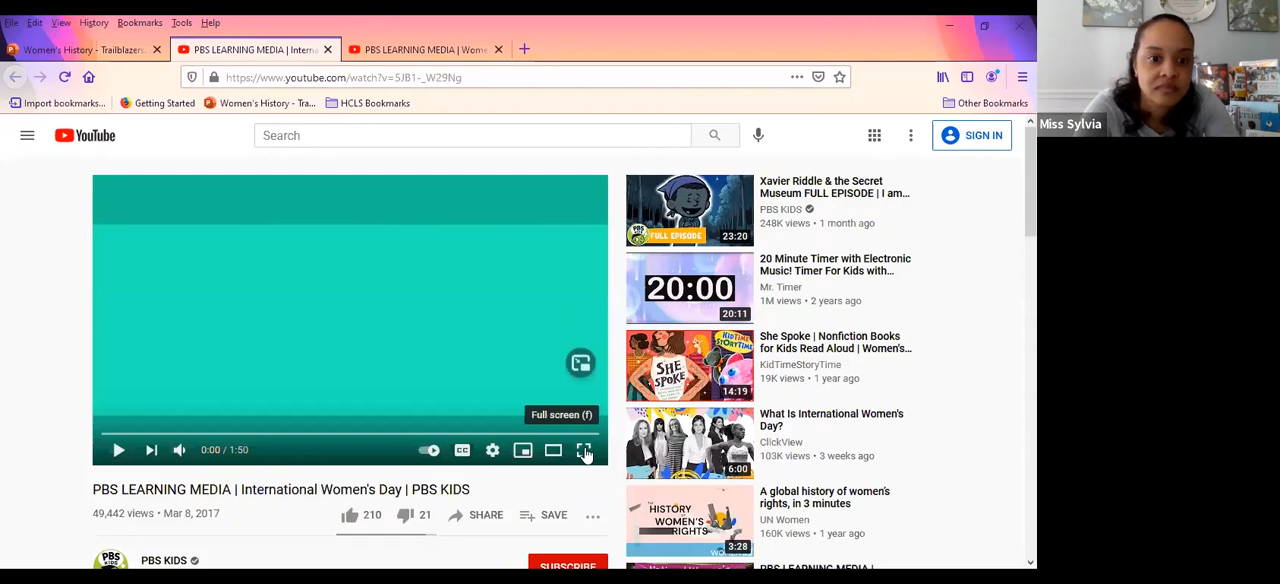 File Edit View History Bookmarks Tools Help
Women's History - Trailblazers
PBS LEARNING MEDIA | Interna
PBS LEARNING MEDIA | Wome
https://www.youtube.com/watch?v=5JB1-_W29Ng
Import bookmarks...
Getting Started
Women's History - Tra...
HCLS Bookmarks
Other Bookmarks
Miss Sylvia
YouTube
Search
SIGN IN
Full screen (f)
0:00 / 1:50
CC
PBS LEARNING MEDIA | International Women's Day | PBS KIDS
49,442 views • Mar 8, 2017
210
21
SHARE
SAVE
PBS
KIDS
PBS KIDS
SUBSCRIBE
FULL EPISODE
23:20
Xavier Riddle & the Secret
Museum FULL EPISODE | I am...
PBS KIDS
248K views • 1 month ago
20:00
20:11
20 Minute Timer with Electronic
Music! Timer For Kids with...
Mr. Timer
1M views • 2 years ago
KIDTIME
STORYTIME
SHE
SPOKE
14:19
She Spoke | Nonfiction Books
for Kids Read Aloud | Women's...
KidTimeStoryTime
19K views • 1 year ago
6:00
What Is International Women's
Day?
ClickView
103K views • 3 weeks ago
HISTORY
WOMEN'S
RIGHTS
3:28
A global history of women's
rights, in 3 minutes
UN Women
160K views • 1 year ago
PBS LEARNING MEDIA |